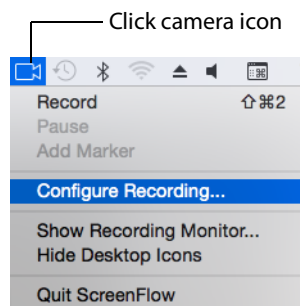 Click camera icon
Record ⇧⌘2
Pause
Add Marker
Configure Recording...
Show Recording Monitor...
Hide Desktop Icons
Quit ScreenFlow